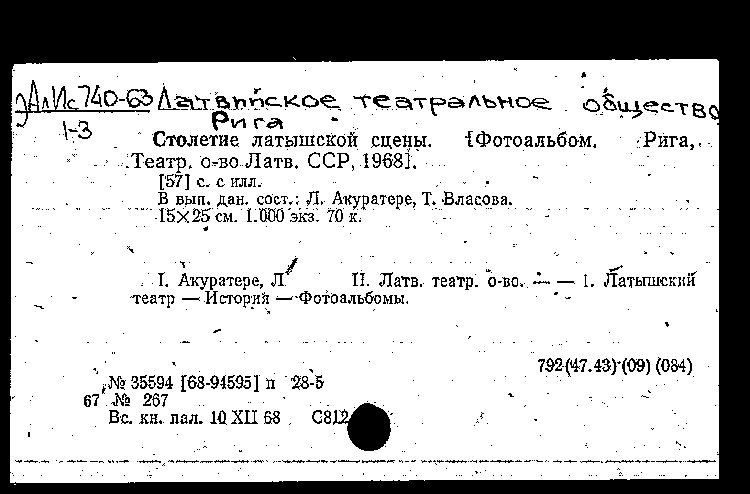 эАлИс740-63 Латвийское театральное общество
1-3 Рига
Столетие латышской сцены. [Фотоальбом. Рига,
Театр. о-во Латв. ССР, 1968].
[57] с. с илл.
В вып. дан. сост.: Л. Акуратере, Т. Власова.
15×25 см. 1.000 экз. 70 к.
I. Акуратере, Л. II. Латв. театр. о-во. — — 1. Латышский
театр — История — Фотоальбомы.
792(47.43)(09) (084)
№ 35594 [68-94595] п 28-5
67 № 267
Вс. кн. пал. 10 XII 68 С812